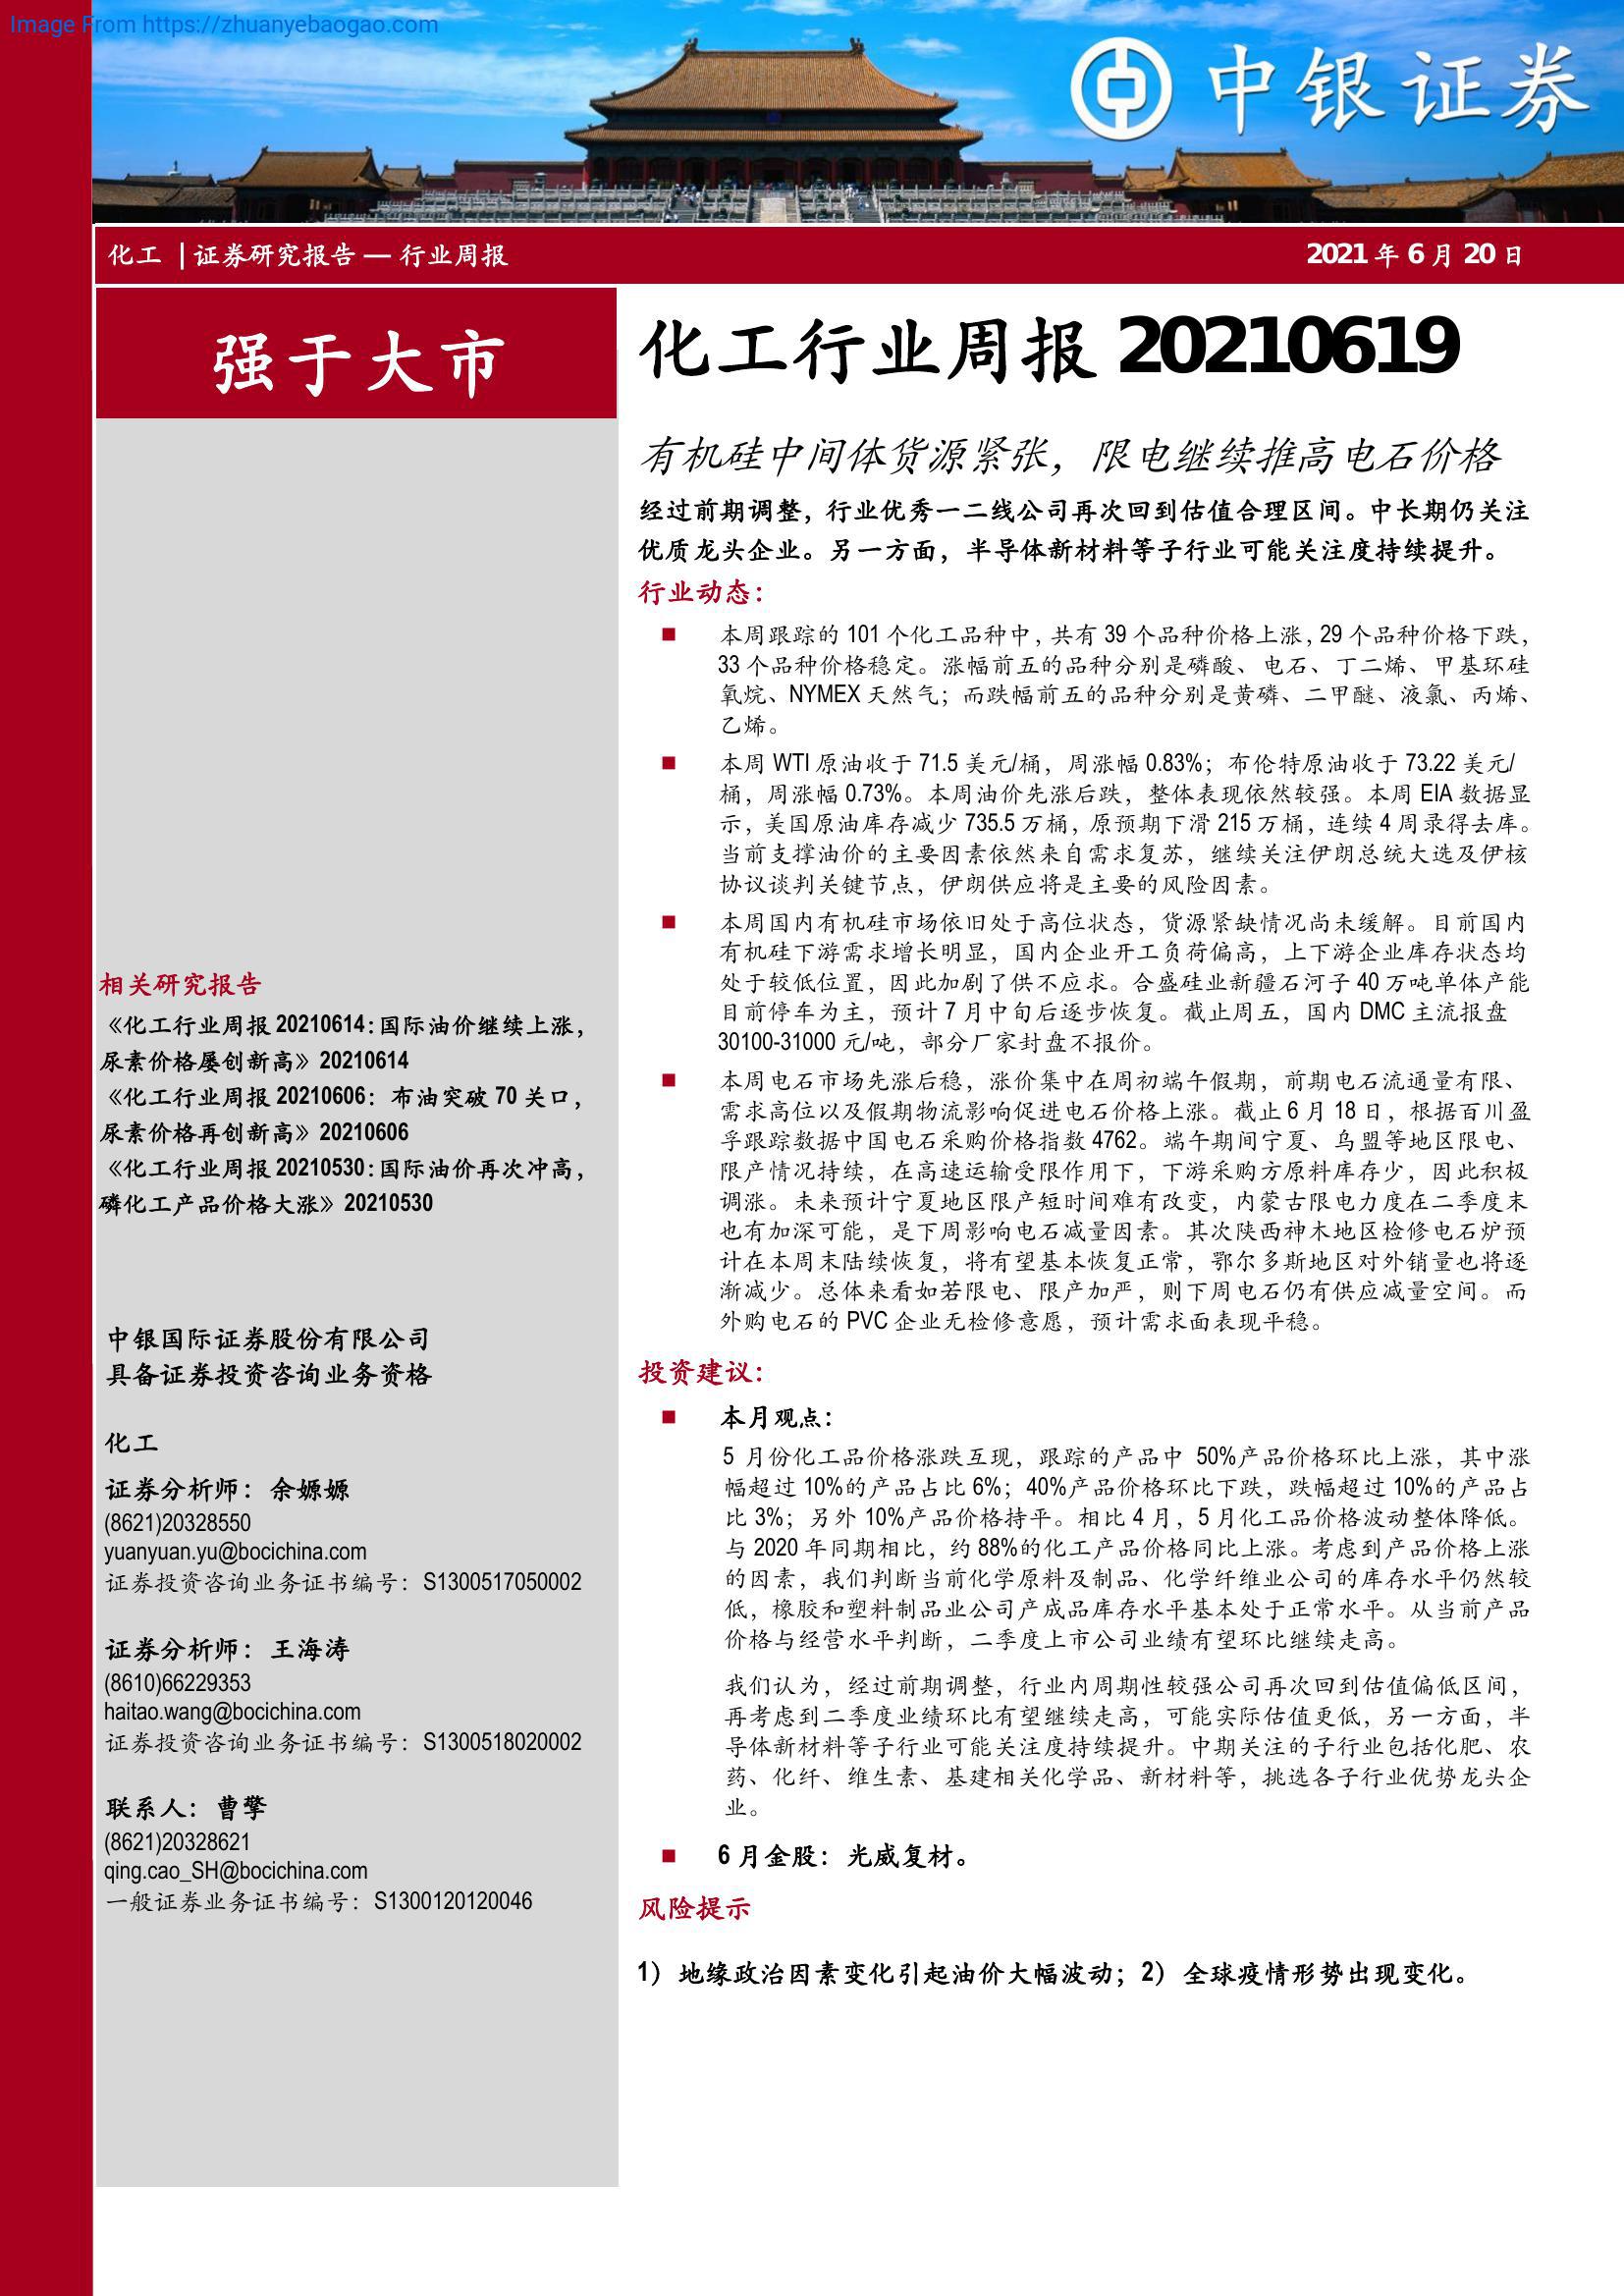 Image From https://zhuanyebaogao.com
中银证券
化工 | 证券研究报告 — 行业周报
2021 年 6 月 20 日
强于大市
相关研究报告
《化工行业周报 20210614：国际油价继续上涨，
尿素价格屡创新高》20210614
《化工行业周报 20210606：布油突破 70 关口，
尿素价格再创新高》20210606
《化工行业周报 20210530：国际油价再次冲高，
磷化工产品价格大涨》20210530
中银国际证券股份有限公司
具备证券投资咨询业务资格
化工
证券分析师：余嫄嫄
(8621)20328550
yuanyuan.yu@bocichina.com
证券投资咨询业务证书编号：S1300517050002
证券分析师：王海涛
(8610)66229353
haitao.wang@bocichina.com
证券投资咨询业务证书编号：S1300518020002
联系人：曹擎
(8621)20328621
qing.cao_SH@bocichina.com
一般证券业务证书编号：S1300120120046
化工行业周报 20210619
有机硅中间体货源紧张，限电继续推高电石价格
经过前期调整，行业优秀一二线公司再次回到估值合理区间。中长期仍关注
优质龙头企业。另一方面，半导体新材料等子行业可能关注度持续提升。
行业动态：
■ 本周跟踪的 101 个化工品种中，共有 39 个品种价格上涨，29 个品种价格下跌，
33 个品种价格稳定。涨幅前五的品种分别是磷酸、电石、丁二烯、甲基环硅
氧烷、NYMEX 天然气；而跌幅前五的品种分别是黄磷、二甲醚、液氯、丙烯、
乙烯。
■ 本周 WTI 原油收于 71.5 美元/桶，周涨幅 0.83%；布伦特原油收于 73.22 美元/
桶，周涨幅 0.73%。本周油价先涨后跌，整体表现依然较强。本周 EIA 数据显
示，美国原油库存减少 735.5 万桶，原预期下滑 215 万桶，连续 4 周录得去库。
当前支撑油价的主要因素依然来自需求复苏，继续关注伊朗总统大选及伊核
协议谈判关键节点，伊朗供应将是主要的风险因素。
■ 本周国内有机硅市场依旧处于高位状态，货源紧缺情况尚未缓解。目前国内
有机硅下游需求增长明显，国内企业开工负荷偏高，上下游企业库存状态均
处于较低位置，因此加剧了供不应求。合盛硅业新疆石河子 40 万吨单体产能
目前停车为主，预计 7 月中旬后逐步恢复。截止周五，国内 DMC 主流报盘
30100-31000 元/吨，部分厂家封盘不报价。
■ 本周电石市场先涨后稳，涨价集中在周初端午假期，前期电石流通量有限、
需求高位以及假期物流影响促进电石价格上涨。截止 6 月 18 日，根据百川盈
孚跟踪数据中国电石采购价格指数 4762。端午期间宁夏、乌盟等地区限电、
限产情况持续，在高速运输受限作用下，下游采购方原料库存少，因此积极
调涨。未来预计宁夏地区限产短时间难有改变，内蒙古限电力度在二季度末
也有加深可能，是下周影响电石减量因素。其次陕西神木地区检修电石炉预
计在本周末陆续恢复，将有望基本恢复正常，鄂尔多斯地区对外销量也将逐
渐减少。总体来看如若限电、限产加严，则下周电石仍有供应减量空间。而
外购电石的 PVC 企业无检修意愿，预计需求面表现平稳。
投资建议：
■ 本月观点：
5 月份化工品价格涨跌互现，跟踪的产品中 50%产品价格环比上涨，其中涨
幅超过 10%的产品占比 6%；40%产品价格环比下跌，跌幅超过 10%的产品占
比 3%；另外 10%产品价格持平。相比 4 月，5 月化工品价格波动整体降低。
与 2020 年同期相比，约 88%的化工产品价格同比上涨。考虑到产品价格上涨
的因素，我们判断当前化学原料及制品、化学纤维业公司的库存水平仍然较
低，橡胶和塑料制品业公司产成品库存水平基本处于正常水平。从当前产品
价格与经营水平判断，二季度上市公司业绩有望环比继续走高。
我们认为，经过前期调整，行业内周期性较强公司再次回到估值偏低区间，
再考虑到二季度业绩环比有望继续走高，可能实际估值更低，另一方面，半
导体新材料等子行业可能关注度持续提升。中期关注的子行业包括化肥、农
药、化纤、维生素、基建相关化学品、新材料等，挑选各子行业优势龙头企
业。
■ 6 月金股：光威复材。
风险提示
1）地缘政治因素变化引起油价大幅波动；2）全球疫情形势出现变化。